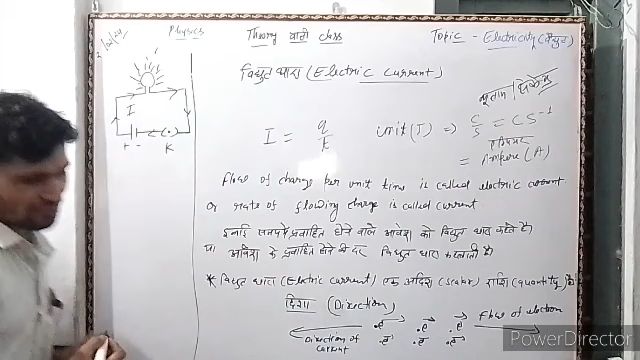 Physics
Theory वाली class
Topic - Electricity (विद्युत)
विद्युत धारा (Electric Current)
I
+ -
K
I = q/t
unit (I) => C/S = CS⁻¹
= Ampere (A)
Flow of charge per unit time is called electric current
or rate of flowing charge is called current.
इकाई समय में प्रवाहित होने वाले आवेश को विद्युत धारा कहते हैं।
या आवेश के प्रवाहित होने की दर विद्युत धारा कहलाती है।
* विद्युत धारा (Electric current) एक अदिश (scalar) राशि (quantity) है
दिशा (Direction)
Direction of current
e e e
e e e
Flow of electron
PowerDirector